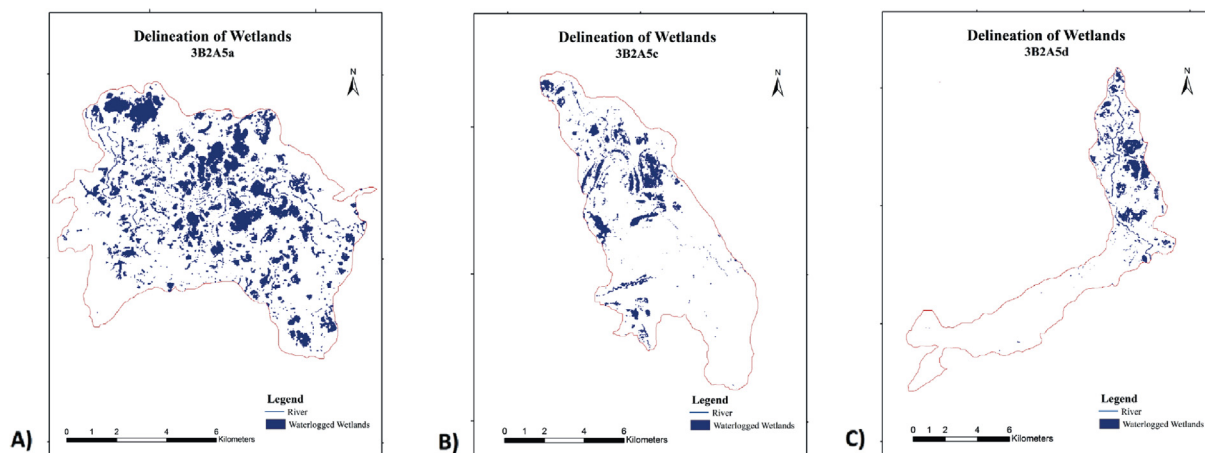 Delineation of Wetlands
3B2A5a
N
Legend
River
Waterlogged Wetlands
0 1 2 4 6
Kilometers
A)
Delineation of Wetlands
3B2A5c
N
Legend
River
Waterlogged Wetlands
0 1 2 4 6
Kilometers
B)
Delineation of Wetlands
3B2A5d
N
Legend
River
Waterlogged Wetlands
0 1 2 4 6
Kilometers
C)